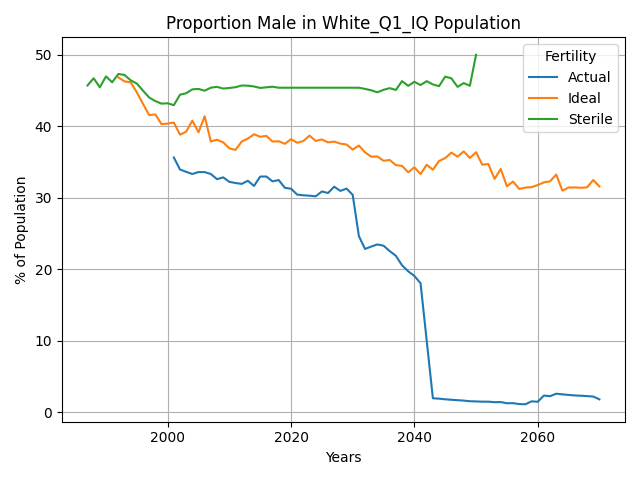 Proportion Male in White_Q1_IQ Population
Fertility
Actual
Ideal
Sterile
% of Population
50
40
30
20
10
0
2000
2020
2040
2060
Years